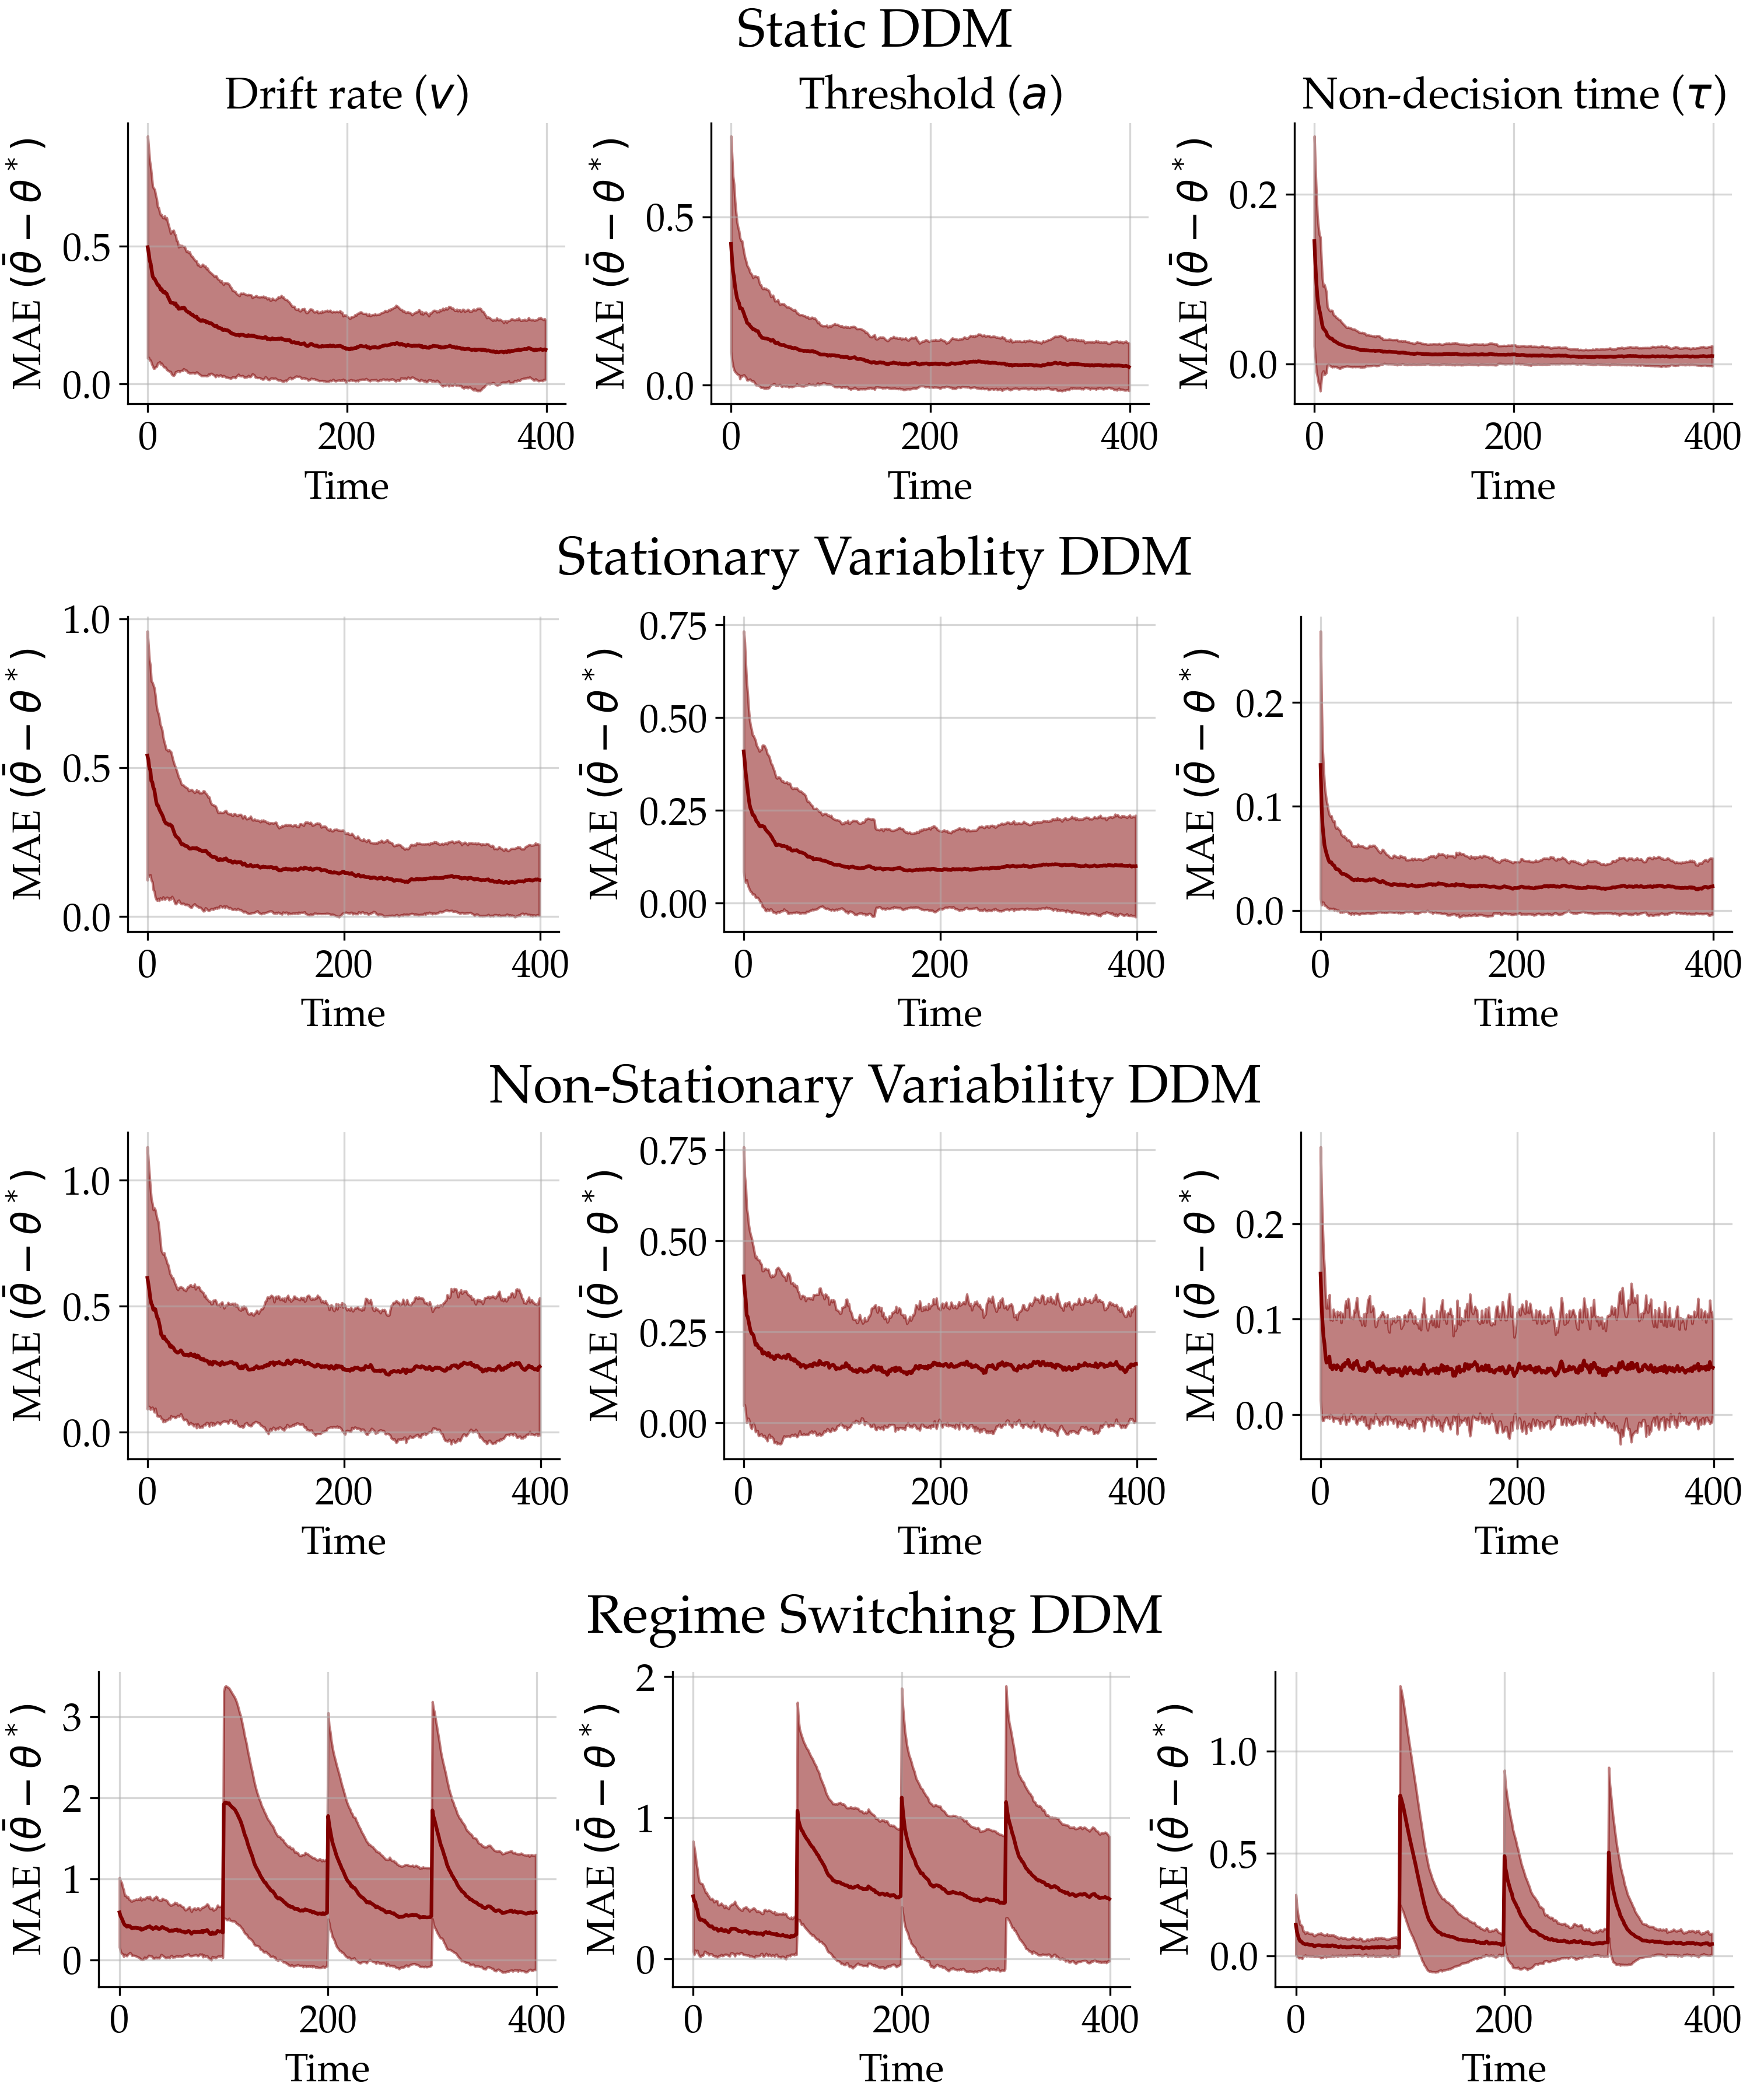 Static DDM
Drift rate (v)
Threshold (a)
Non-decision time (τ)
MAE (θ̄ − θ*)
0.5
0.0
0 200 400
Time
MAE (θ̄ − θ*)
0.5
0.0
0 200 400
Time
MAE (θ̄ − θ*)
0.2
0.0
0 200 400
Time
Stationary Variablity DDM
MAE (θ̄ − θ*)
1.0
0.5
0.0
0 200 400
Time
MAE (θ̄ − θ*)
0.75
0.50
0.25
0.00
0 200 400
Time
MAE (θ̄ − θ*)
0.2
0.1
0.0
0 200 400
Time
Non-Stationary Variability DDM
MAE (θ̄ − θ*)
1.0
0.5
0.0
0 200 400
Time
MAE (θ̄ − θ*)
0.75
0.50
0.25
0.00
0 200 400
Time
MAE (θ̄ − θ*)
0.2
0.1
0.0
0 200 400
Time
Regime Switching DDM
MAE (θ̄ − θ*)
3
2
1
0
0 200 400
Time
MAE (θ̄ − θ*)
2
1
0
0 200 400
Time
MAE (θ̄ − θ*)
1.0
0.5
0.0
0 200 400
Time